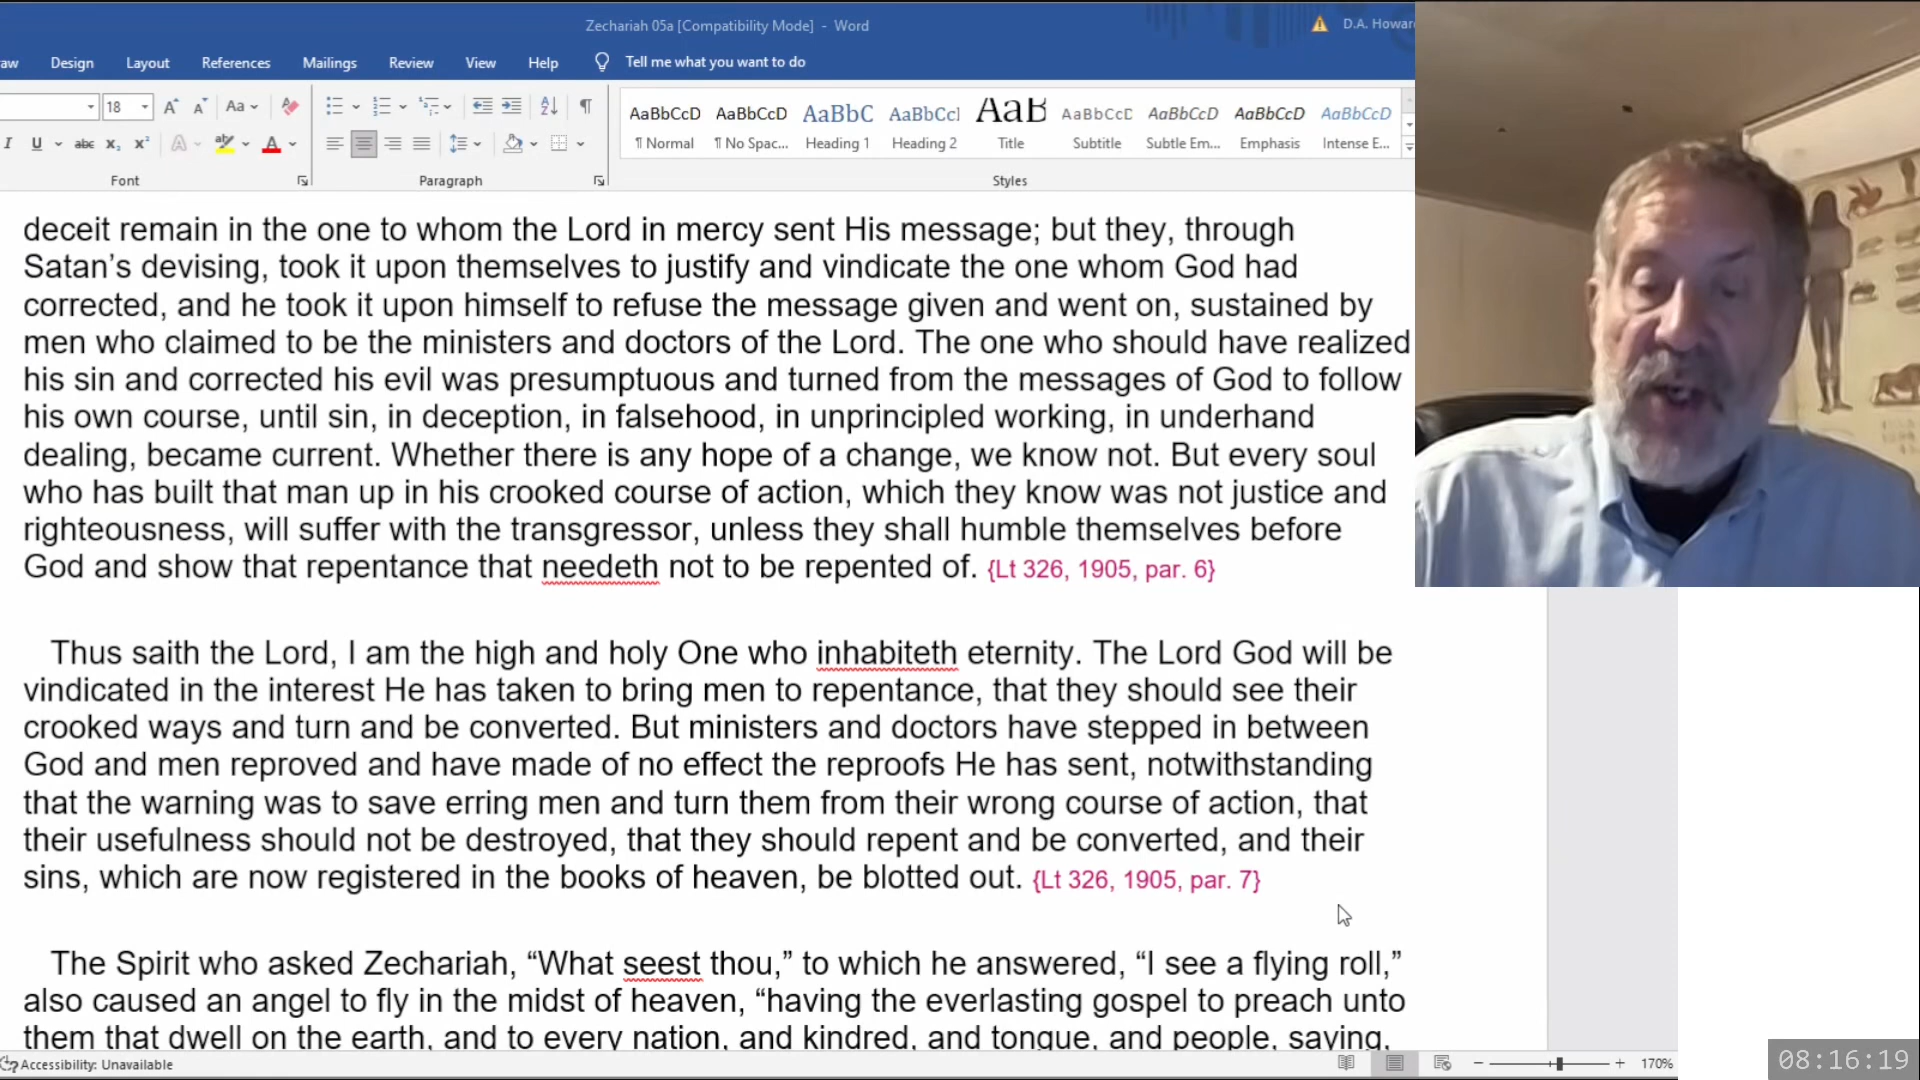 Zechariah 05a [Compatibility Mode] - Word
D.A. Howar
aw Design Layout References Mailings Review View Help Tell me what you want to do
18 Aa
AaBbCcD AaBbCcD AaBbC AaBbCcl AaB AaBbCcD AaBbCcD AaBbCcD AaBbCcD
I U abc x₂ x² A ab A
¶ Normal ¶ No Spac... Heading 1 Heading 2 Title Subtitle Subtle Em... Emphasis Intense E...
Font Paragraph Styles
deceit remain in the one to whom the Lord in mercy sent His message; but they, through
Satan’s devising, took it upon themselves to justify and vindicate the one whom God had
corrected, and he took it upon himself to refuse the message given and went on, sustained by
men who claimed to be the ministers and doctors of the Lord. The one who should have realized
his sin and corrected his evil was presumptuous and turned from the messages of God to follow
his own course, until sin, in deception, in falsehood, in unprincipled working, in underhand
dealing, became current. Whether there is any hope of a change, we know not. But every soul
who has built that man up in his crooked course of action, which they know was not justice and
righteousness, will suffer with the transgressor, unless they shall humble themselves before
God and show that repentance that needeth not to be repented of. {Lt 326, 1905, par. 6}
Thus saith the Lord, I am the high and holy One who inhabiteth eternity. The Lord God will be
vindicated in the interest He has taken to bring men to repentance, that they should see their
crooked ways and turn and be converted. But ministers and doctors have stepped in between
God and men reproved and have made of no effect the reproofs He has sent, notwithstanding
that the warning was to save erring men and turn them from their wrong course of action, that
their usefulness should not be destroyed, that they should repent and be converted, and their
sins, which are now registered in the books of heaven, be blotted out. {Lt 326, 1905, par. 7}
The Spirit who asked Zechariah, “What seest thou,” to which he answered, “I see a flying roll,”
also caused an angel to fly in the midst of heaven, “having the everlasting gospel to preach unto
them that dwell on the earth, and to every nation, and kindred, and tongue, and people, saying,
Accessibility: Unavailable
170%
08:16:19